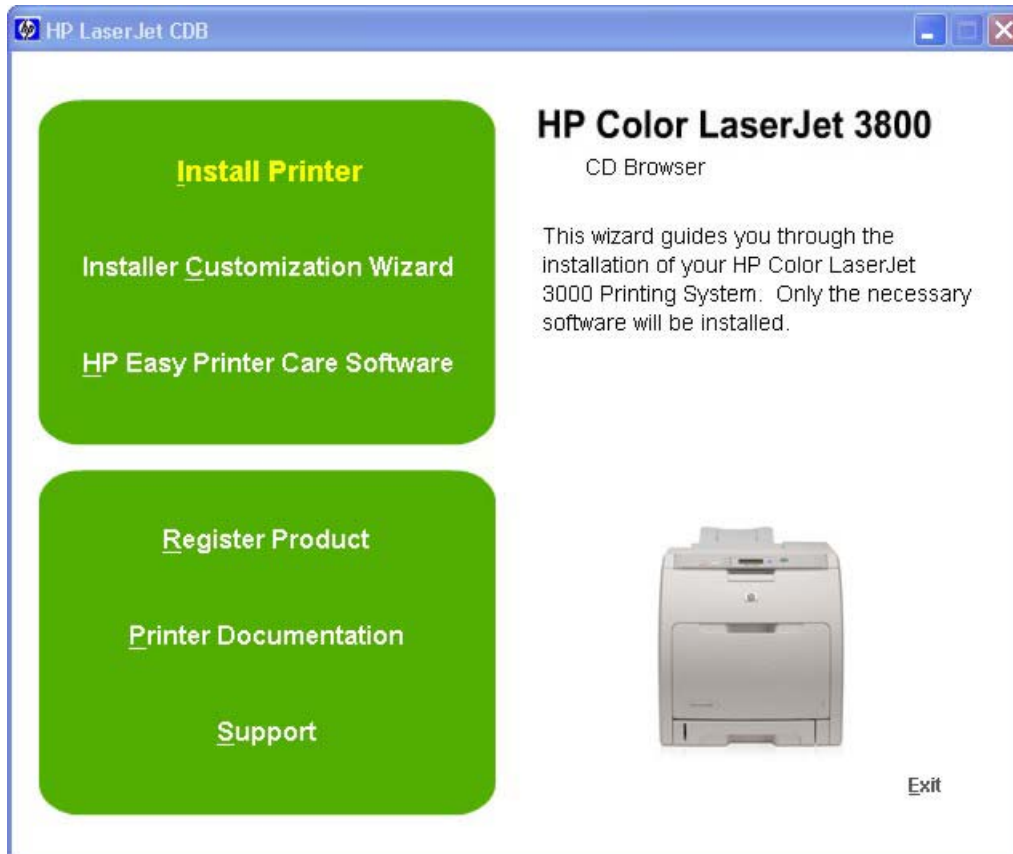 HP LaserJet CDB
Install Printer
Installer Customization Wizard
HP Easy Printer Care Software
Register Product
Printer Documentation
Support
HP Color LaserJet 3800
CD Browser
This wizard guides you through the
installation of your HP Color LaserJet
3000 Printing System.  Only the necessary
software will be installed.
Exit